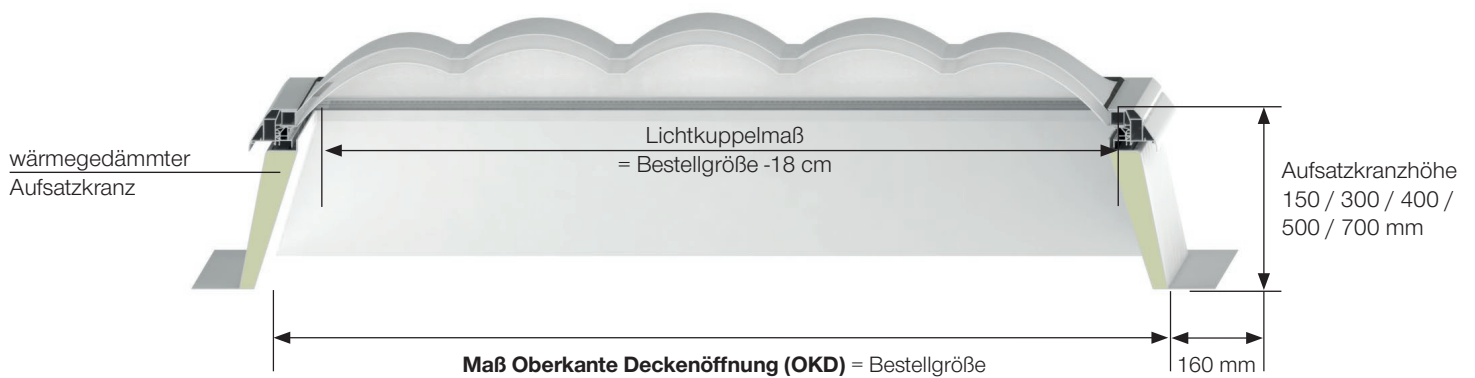 Lichtkuppelmaß
= Bestellgröße -18 cm
wärmegedämmter
Aufsatzkranz
Aufsatzkranzhöhe
150 / 300 / 400 /
500 / 700 mm
Maß Oberkante Deckenöffnung (OKD) = Bestellgröße
160 mm